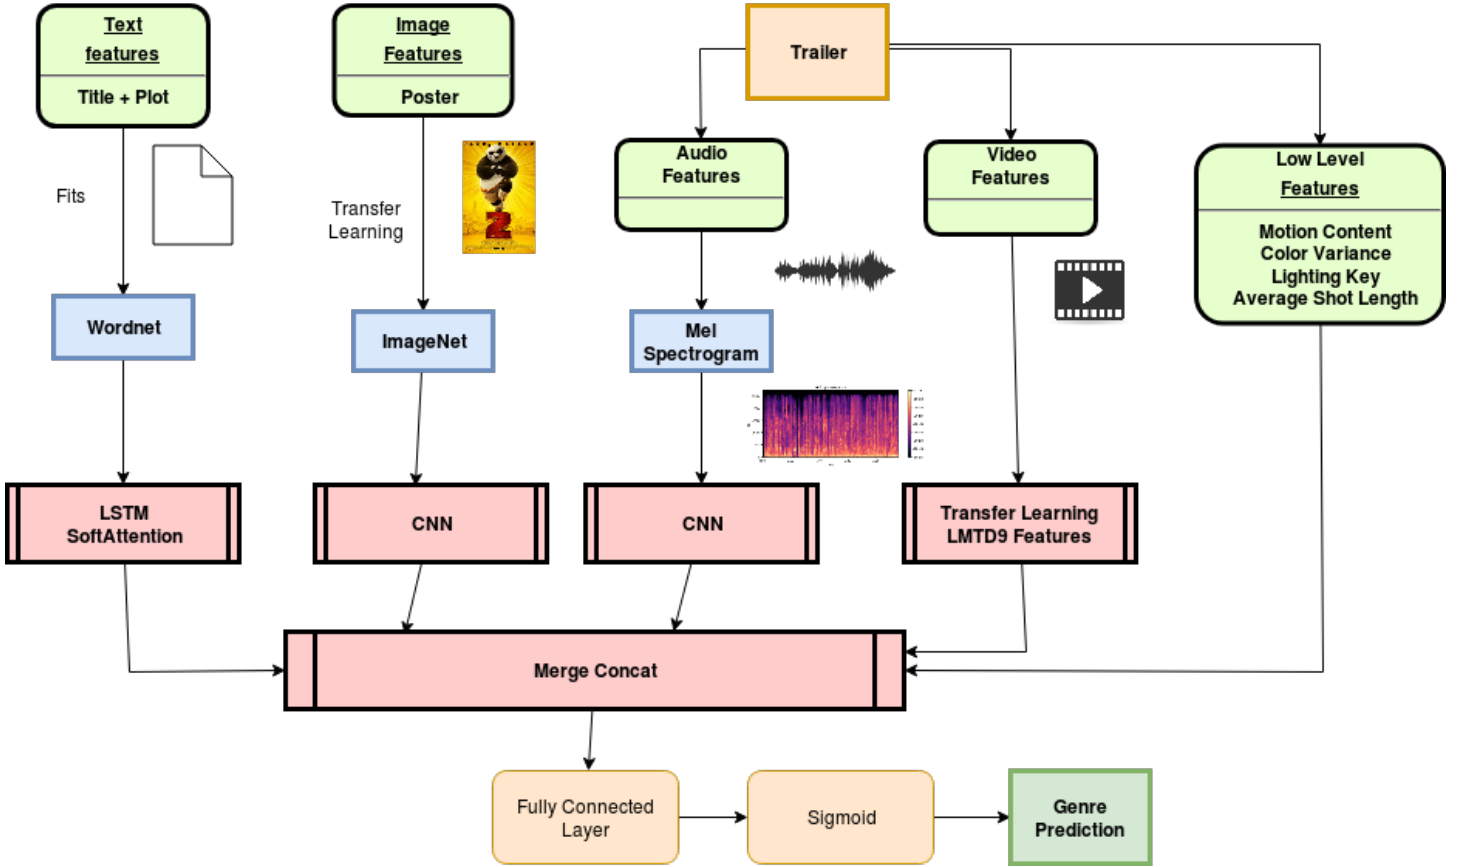 Text
features
Title + Plot
Image
Features
Poster
Trailer
Audio
Features
Video
Features
Low Level
Features
Motion Content
Color Variance
Lighting Key
Average Shot Length
Fits
Transfer
Learning
2
Wordnet
ImageNet
Mel
Spectrogram
LSTM
SoftAttention
CNN
CNN
Transfer Learning
LMTD9 Features
Merge Concat
Fully Connected
Layer
Sigmoid
Genre
Prediction